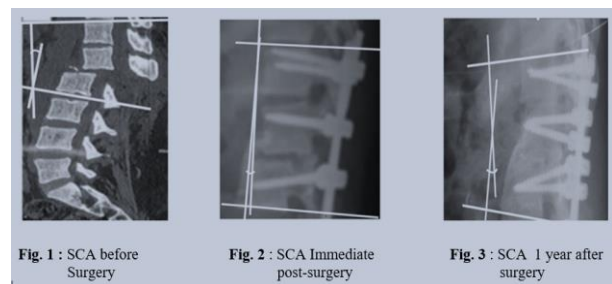 Fig. 1 : SCA before
Surgery
Fig. 2 : SCA Immediate
post-surgery
Fig. 3 : SCA 1 year after
surgery